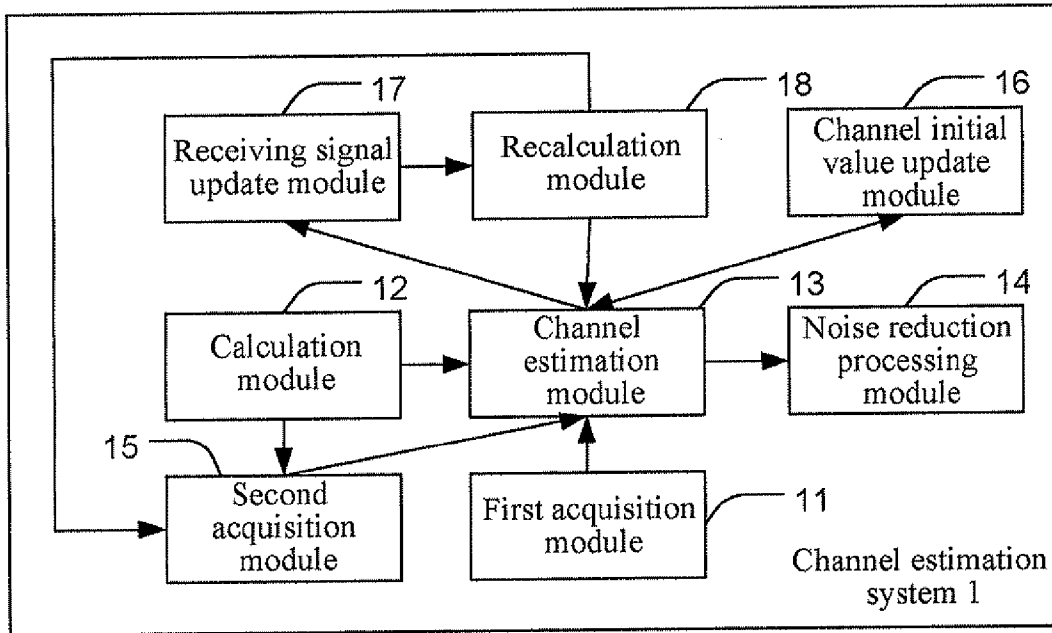 17
18
16
Receiving signal
update module
Recalculation
module
Channel initial
value update
module
12
13
14
Calculation
module
Channel
estimation
module
Noise reduction
processing
module
15
Second
acquisition
module
First acquisition
module
11
Channel estimation
system 1